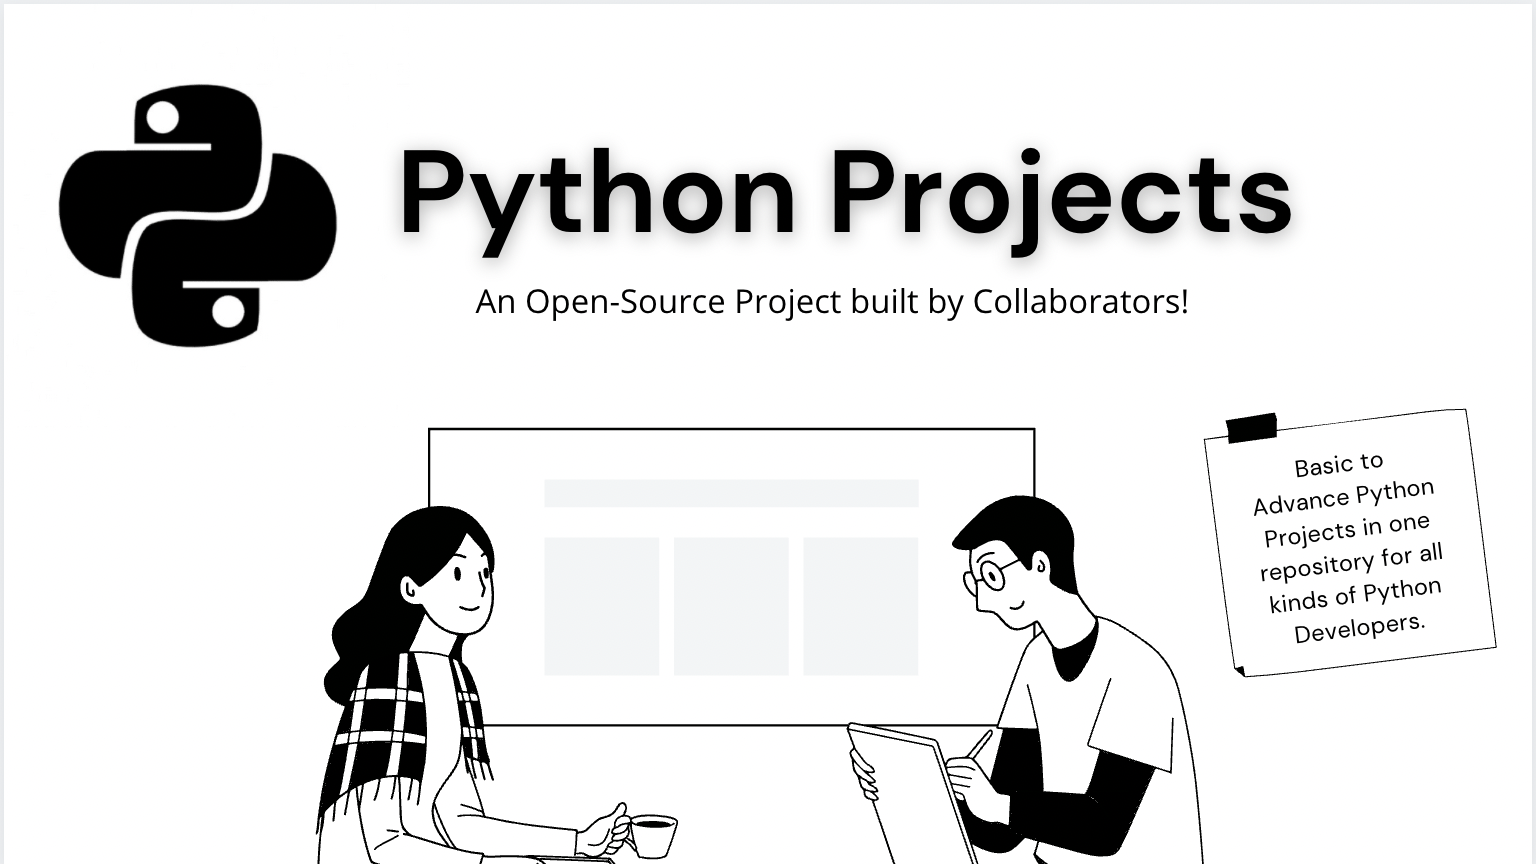 Python Projects
An Open-Source Project built by Collaborators!
Basic to
Advance Python
Projects in one
repository for all
kinds of Python
Developers.